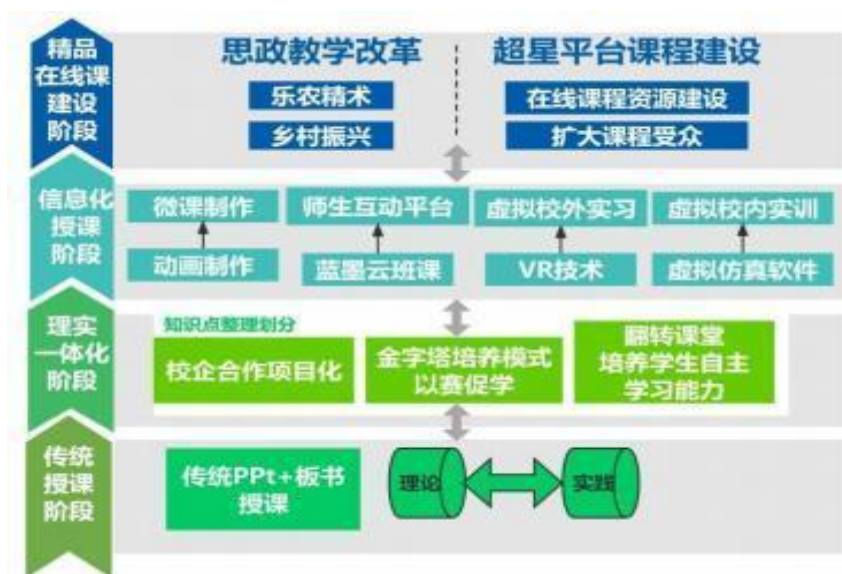 精品
在线课
建设
阶段
思政教学改革
超星平台课程建设
乐农精术
在线课程资源建设
乡村振兴
扩大课程受众
信息化
授课
阶段
微课制作
师生互动平台
虚拟校外实习
虚拟校内实训
动画制作
蓝墨云班课
VR技术
虚拟仿真软件
理实
一体化
阶段
知识点整理划分
校企合作项目化
金字塔培养模式
以赛促学
翻转课堂
培养学生自主
学习能力
传统
授课
阶段
传统PPt+板书
授课
理论
实践